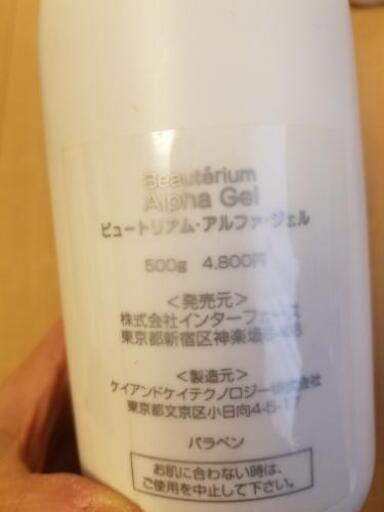 Beautérium
Alpha Gel
ビュートリアム・アルファ・ジェル
500g 4,800円
<発売元>
株式会社インターフェース
東京都新宿区神楽坂
<製造元>
ケイアンドケイテクノロジー株式会社
東京都文京区小日向4-5-17
パラベン
お肌に合わない時は、
ご使用を中止して下さい。